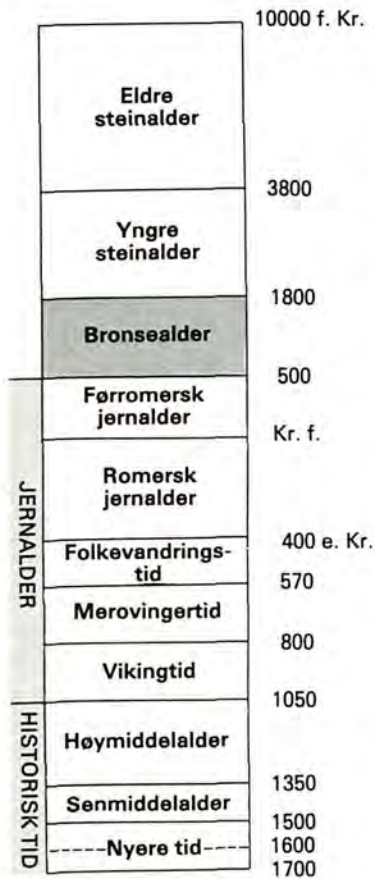 10000 f. Kr.
Eldre
steinalder
3800
Yngre
steinalder
1800
Bronsealder
500
JERNALDER
Førromersk
jernalder
Kr. f.
Romersk
jernalder
400 e. Kr.
Folkevandrings-
tid
570
Merovingertid
800
Vikingtid
1050
HISTORISK TID
Høymiddelalder
1350
Senmiddelalder
1500
Nyere tid
1600
1700